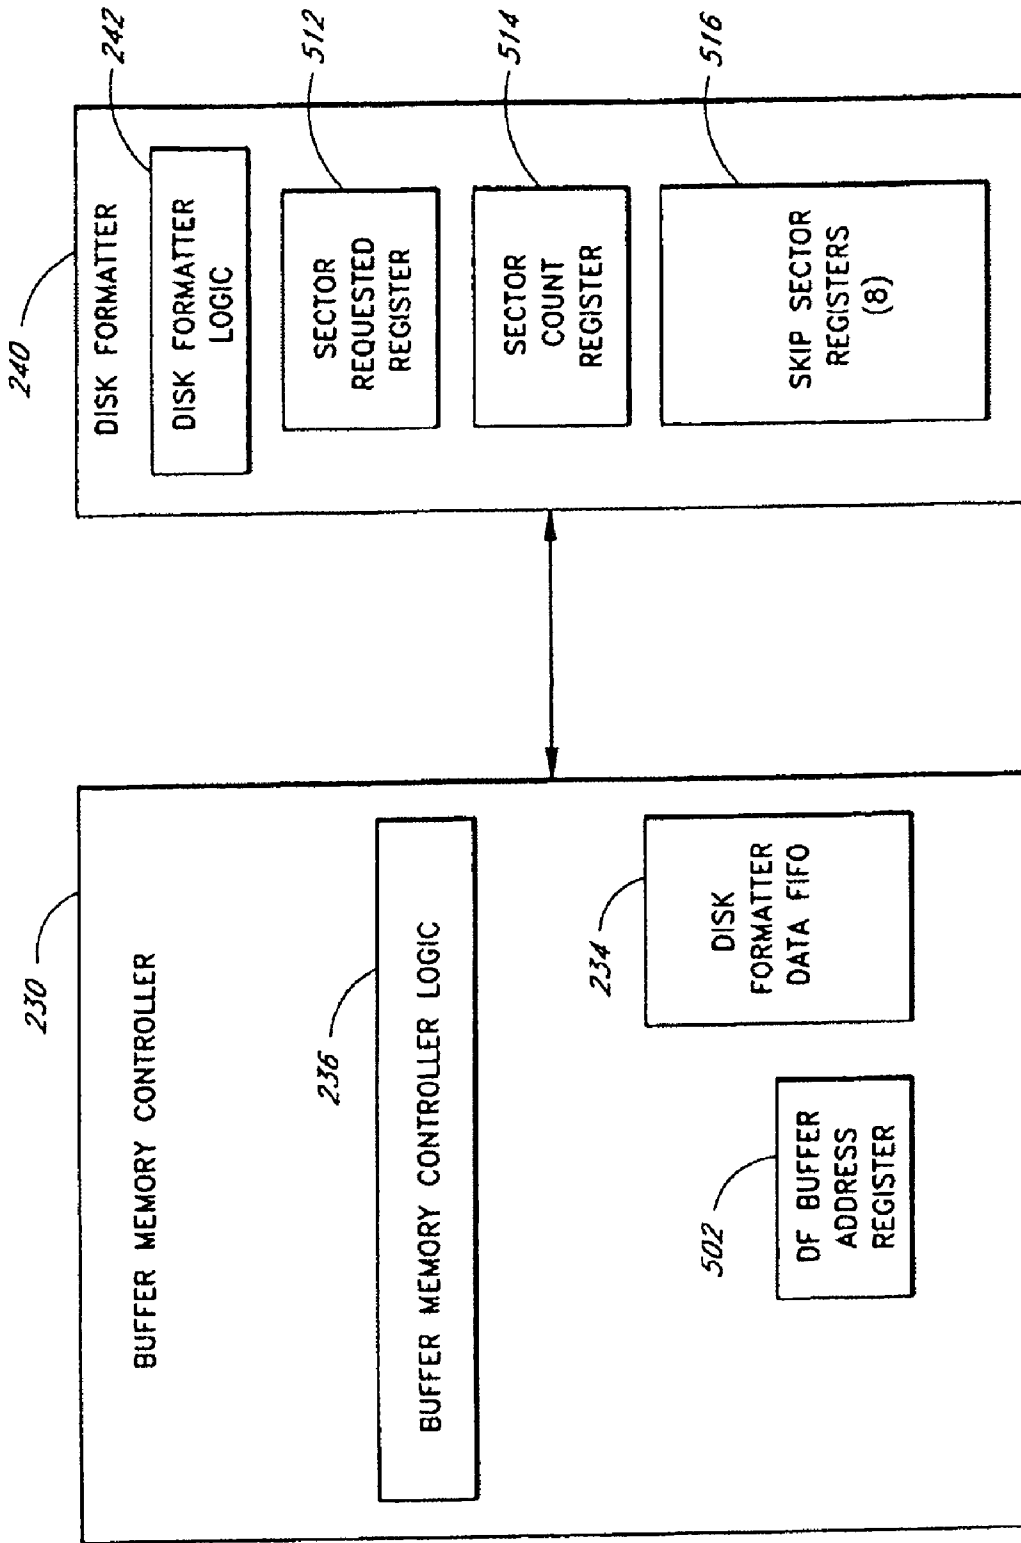 230
BUFFER MEMORY CONTROLLER
236
BUFFER MEMORY CONTROLLER LOGIC
502
DF BUFFER
ADDRESS
REGISTER
234
DISK
FORMATTER
DATA FIFO
240
DISK FORMATTER
242
DISK FORMATTER
LOGIC
512
SECTOR
REQUESTED
REGISTER
514
SECTOR
COUNT
REGISTER
516
SKIP SECTOR
REGISTERS
(8)